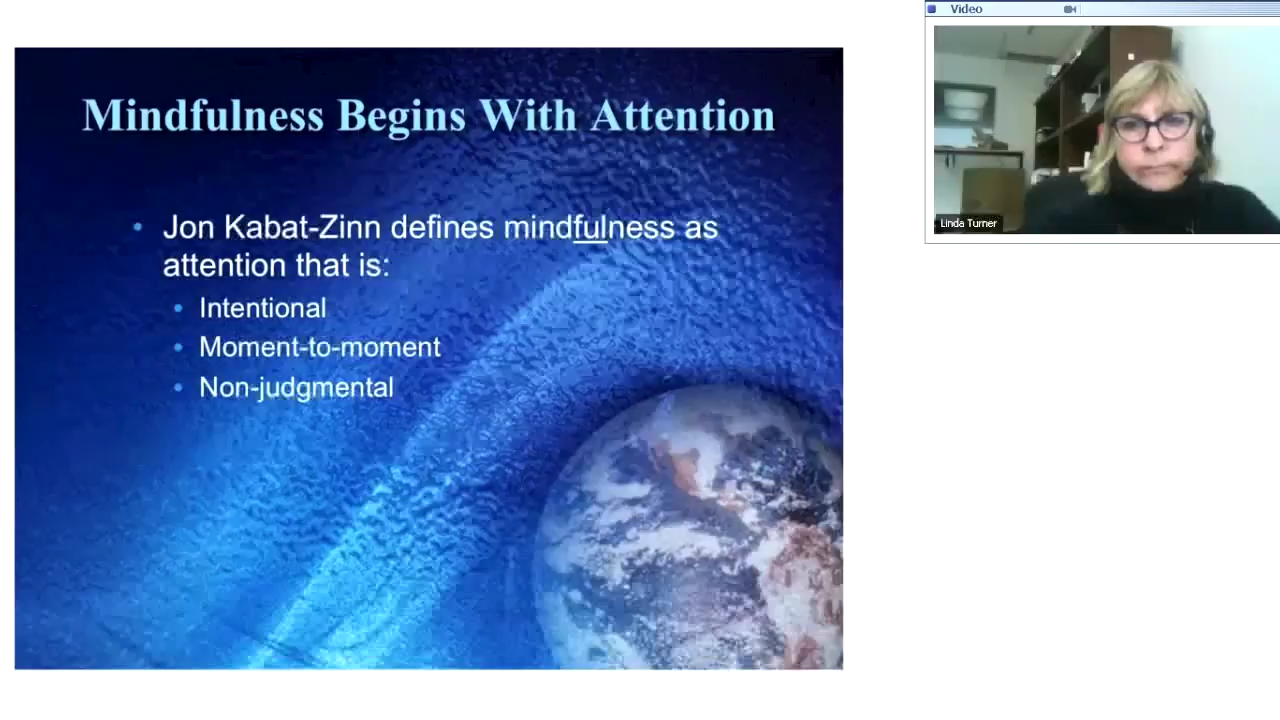 Mindfulness Begins With Attention
• Jon Kabat-Zinn defines mindfulness as
attention that is:
• Intentional
• Moment-to-moment
• Non-judgmental
Video
Linda Turner